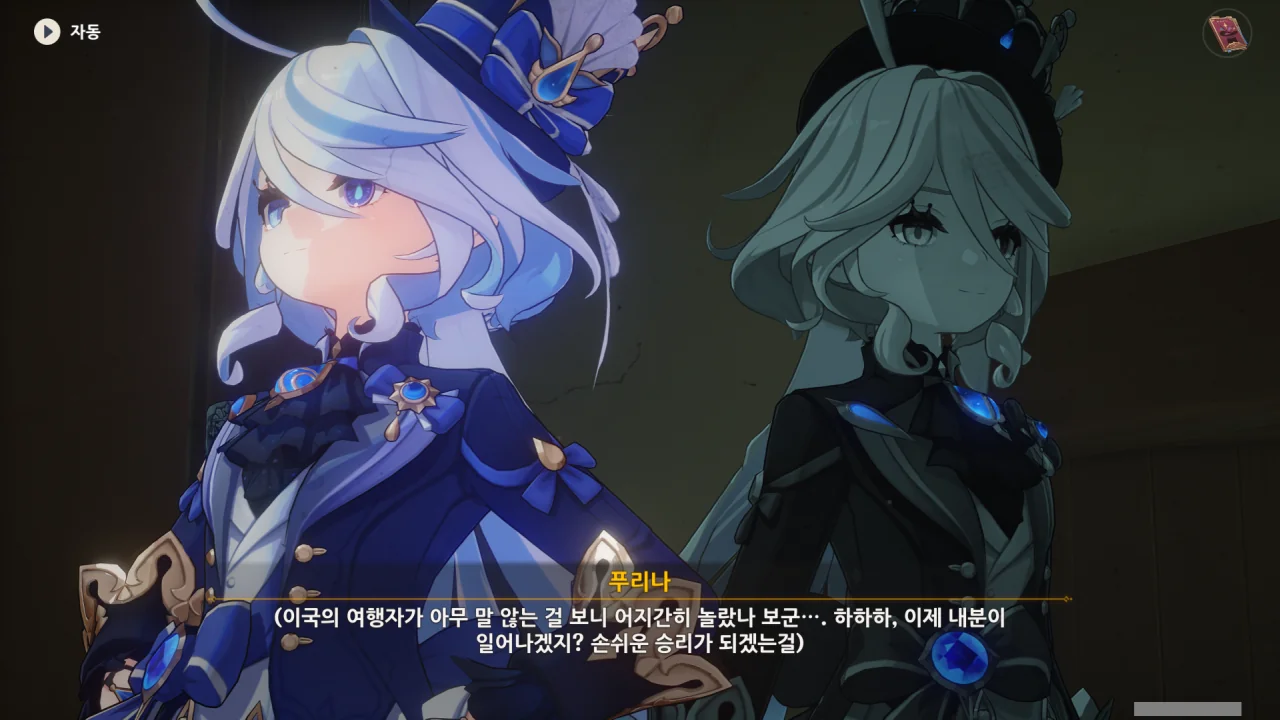 자동
푸리나
(이국의 여행자가 아무 말 않는 걸 보니 어지간히 놀랐나 보군···. 하하하, 이제 내분이
일어나겠지? 손쉬운 승리가 되겠는걸)